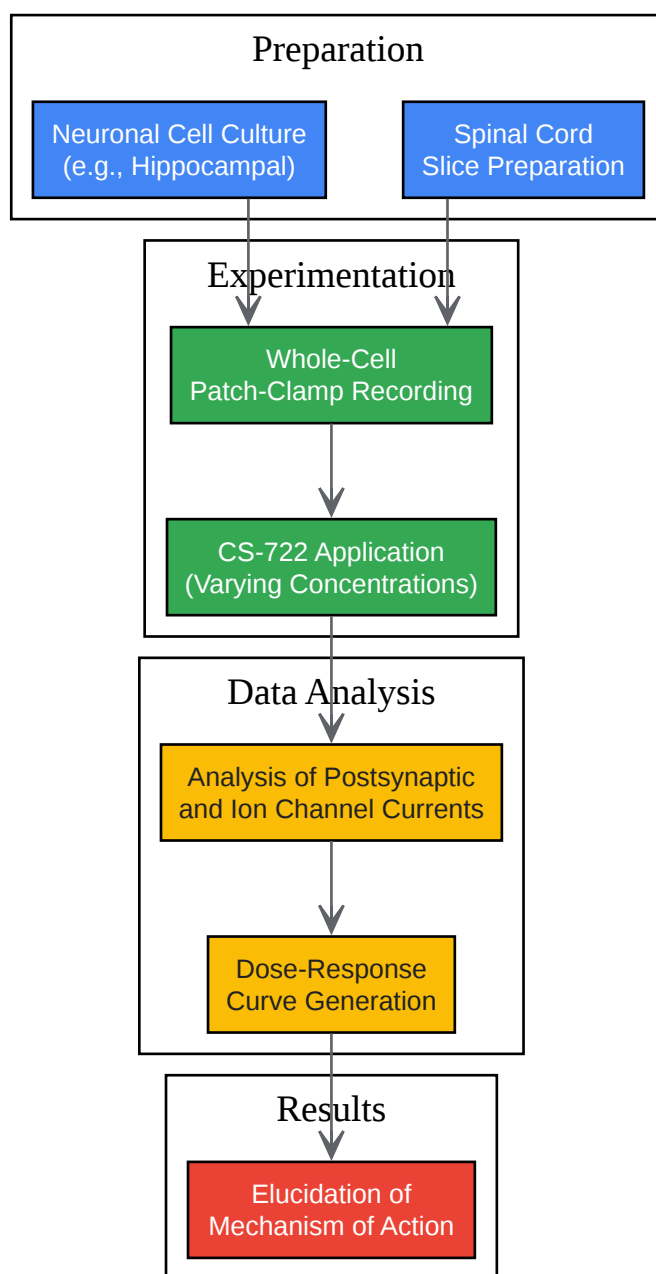 Preparation
Neuronal Cell Culture
(e.g., Hippocampal)
Spinal Cord
Slice Preparation
Experimentation
Whole-Cell
Patch-Clamp Recording
CS-722 Application
(Varying Concentrations)
Data Analysis
Analysis of Postsynaptic
and Ion Channel Currents
Dose-Response
Curve Generation
Results
Elucidation of
Mechanism of Action